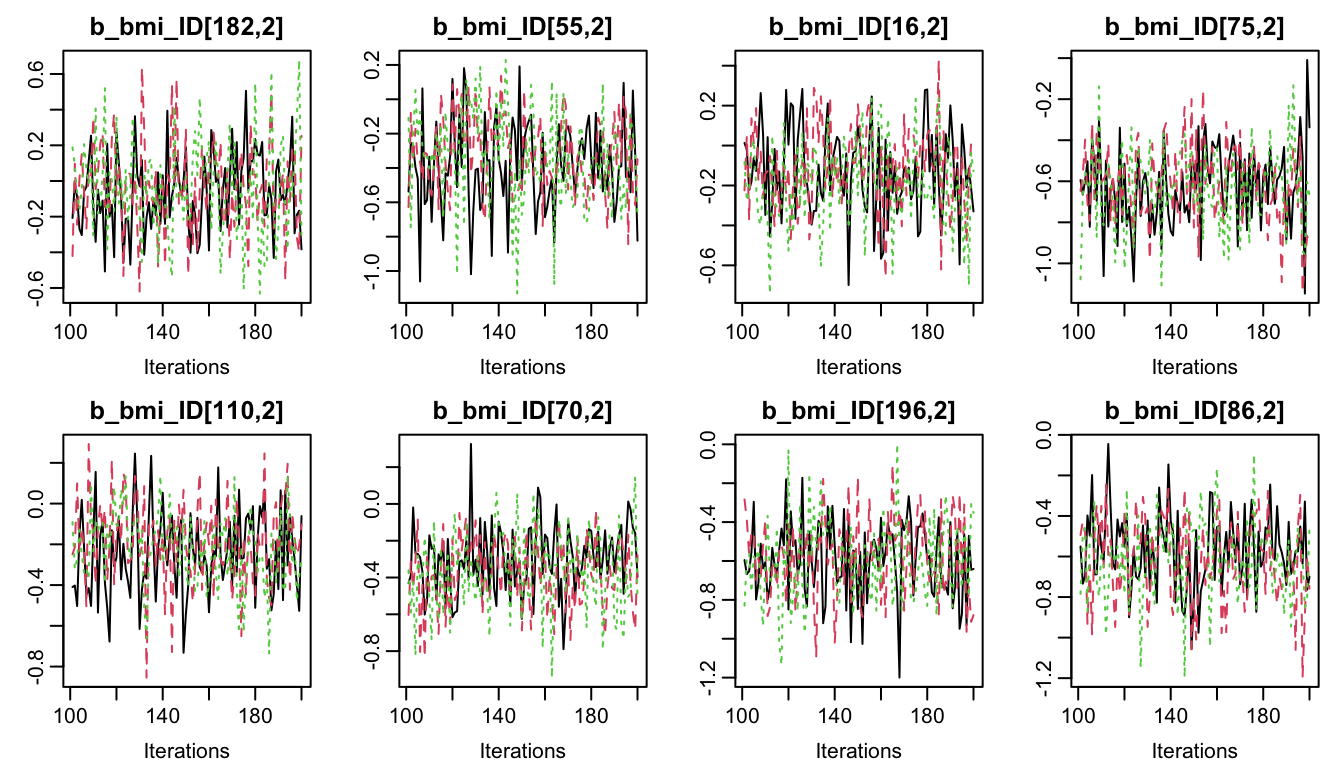 b_bmi_ID[182,2] b_bmi_ID[55,2] b_bmi_ID[16,2] b_bmi_ID[75,2]
0.6 0.2 -0.2 -0.6
0.2 -0.2 -0.6 -1.0
0.2 -0.2 -0.6
-0.2 -0.6 -1.0
100 140 180 100 140 180 100 140 180 100 140 180
Iterations Iterations Iterations Iterations
b_bmi_ID[110,2] b_bmi_ID[70,2] b_bmi_ID[196,2] b_bmi_ID[86,2]
0.0 -0.4 -0.8
0.0 -0.4 -0.8
0.0 -0.4 -0.8 -1.2
0.0 -0.4 -0.8 -1.2
100 140 180 100 140 180 100 140 180 100 140 180
Iterations Iterations Iterations Iterations